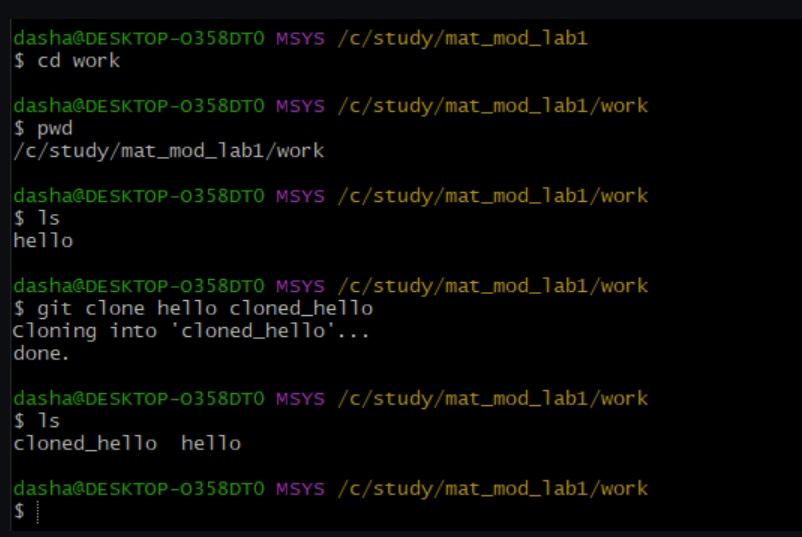 dasha@DESKTOP-O358DT0 MSYS /c/study/mat_mod_lab1
$ cd work
dasha@DESKTOP-O358DT0 MSYS /c/study/mat_mod_lab1/work
$ pwd
/c/study/mat_mod_lab1/work
dasha@DESKTOP-O358DT0 MSYS /c/study/mat_mod_lab1/work
$ ls
hello
dasha@DESKTOP-O358DT0 MSYS /c/study/mat_mod_lab1/work
$ git clone hello cloned_hello
Cloning into 'cloned_hello'...
done.
dasha@DESKTOP-O358DT0 MSYS /c/study/mat_mod_lab1/work
$ ls
cloned_hello  hello
dasha@DESKTOP-O358DT0 MSYS /c/study/mat_mod_lab1/work
$